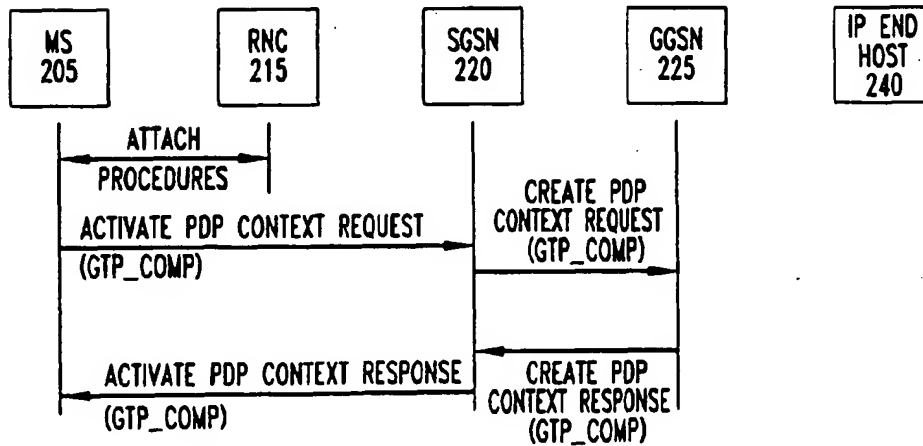 MS
205
RNC
215
SGSN
220
GGSN
225
IP END
HOST
240
ATTACH
PROCEDURES
ACTIVATE PDP CONTEXT REQUEST
(GTP_COMP)
CREATE PDP
CONTEXT REQUEST
(GTP_COMP)
ACTIVATE PDP CONTEXT RESPONSE
(GTP_COMP)
CREATE PDP
CONTEXT RESPONSE
(GTP_COMP)